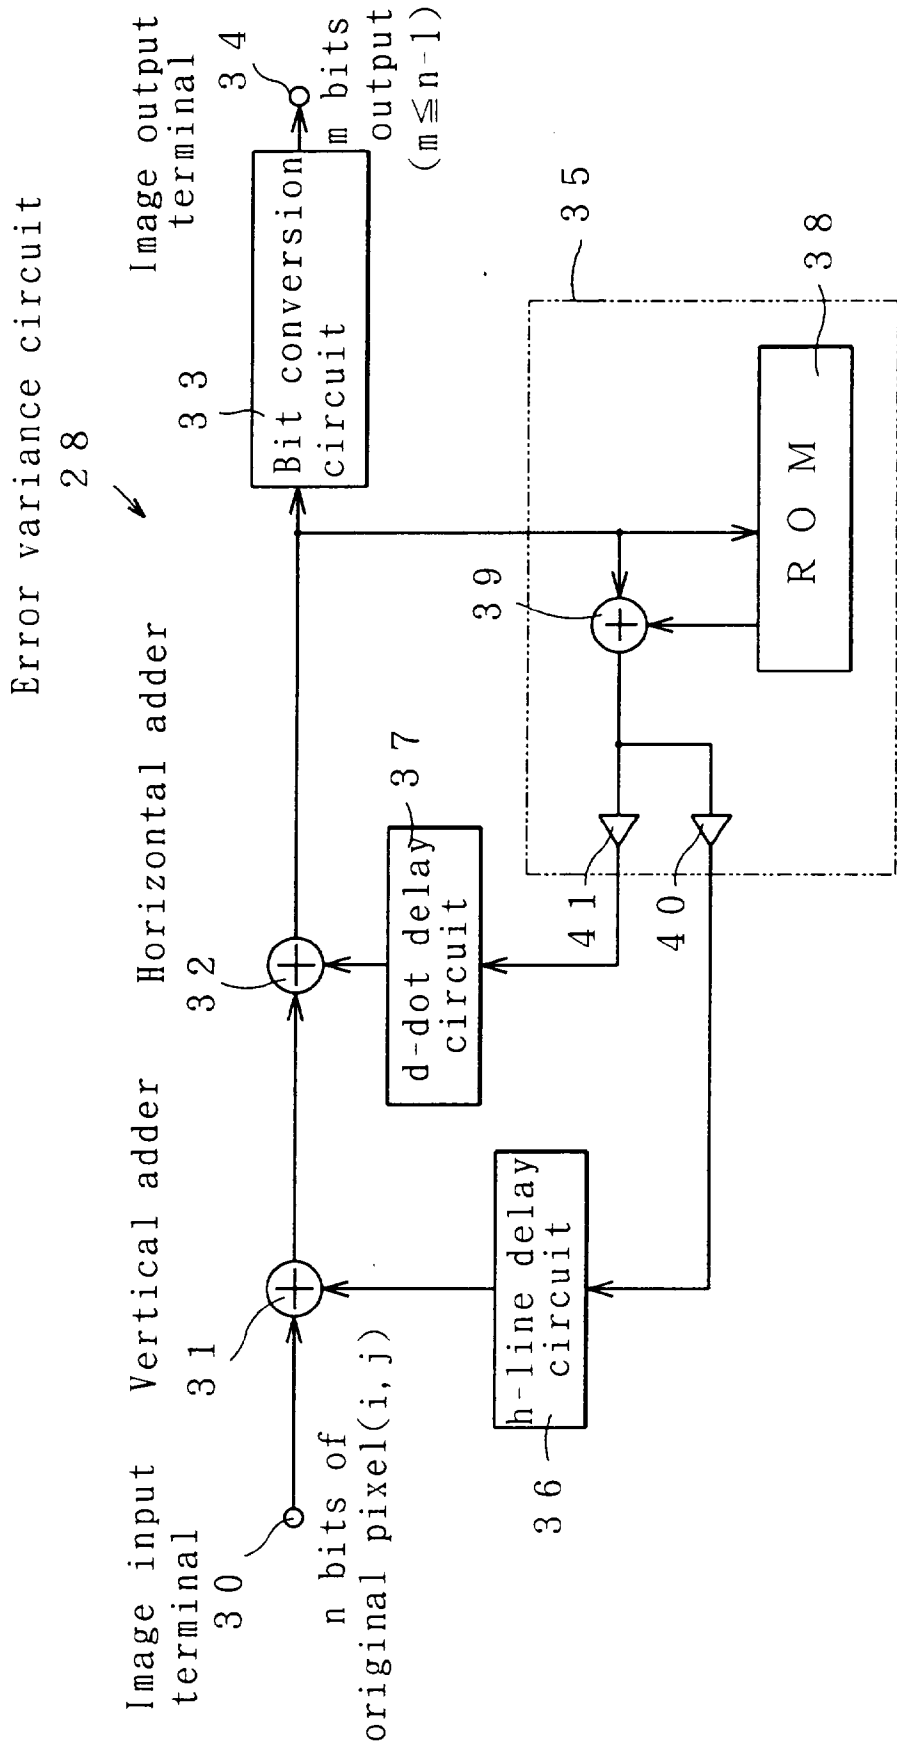 Error variance circuit
28
Image input
terminal
30
Vertical adder
31
Horizontal adder
32
33
Image output
terminal
34
n bits of
original pixel(i,j)
Bit conversion
circuit
m bits
output
(m≦n-1)
h-line delay
circuit
36
d-dot delay
circuit
37
39
35
41
40
ROM
38